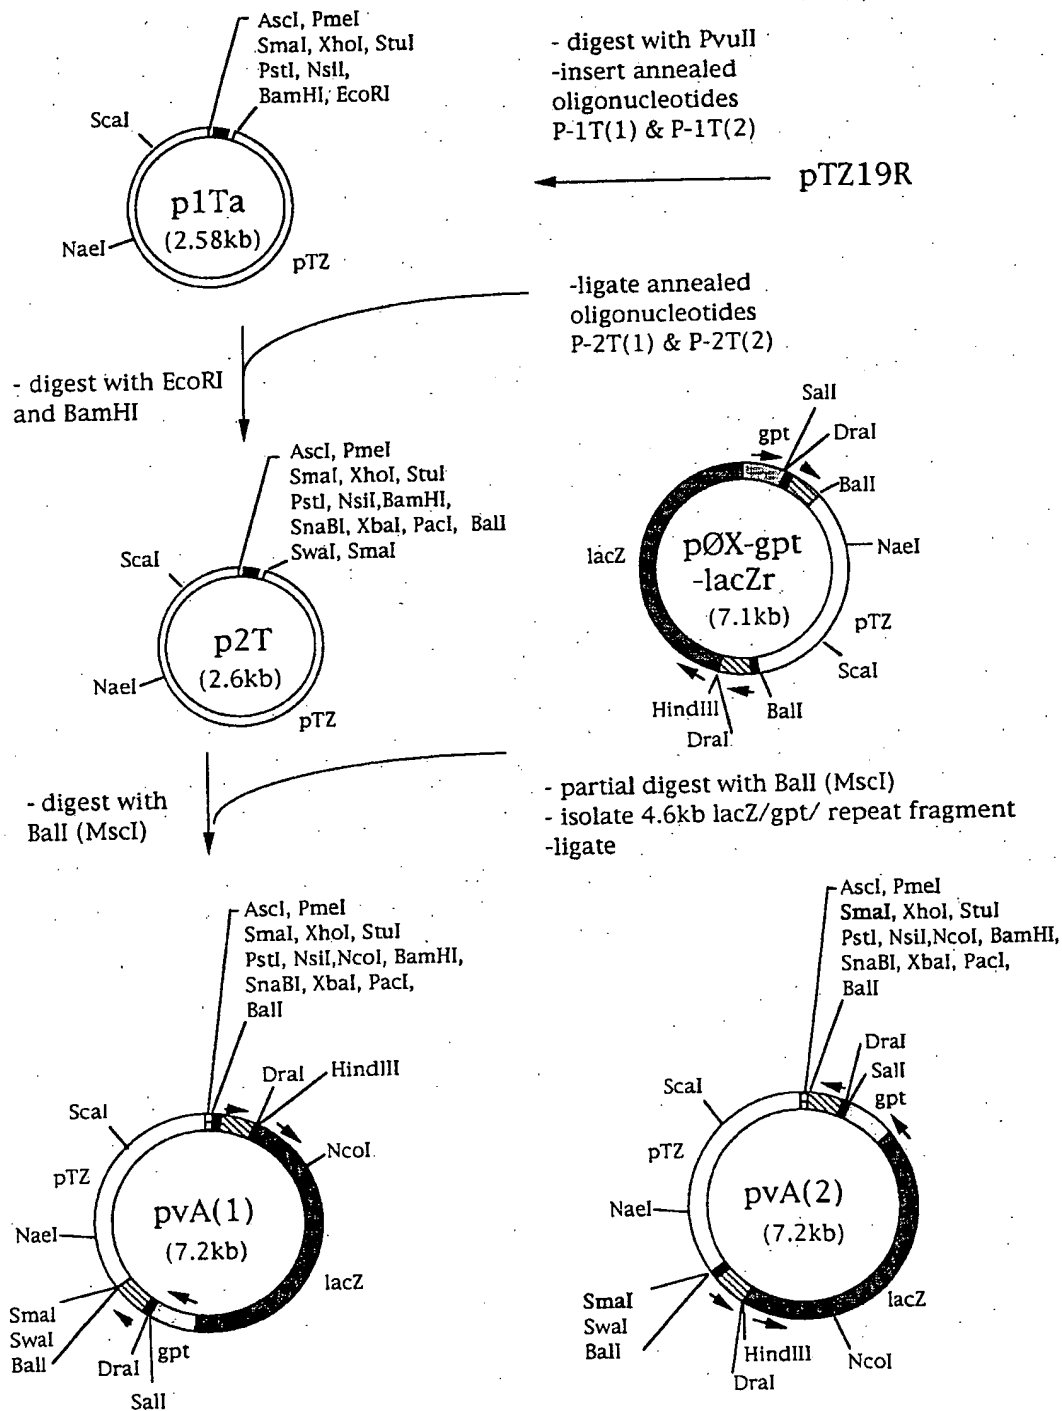 AscI, PmeI
SmaI, XhoI, StuI
PstI, NsiI,
BamHI, EcoRI
ScaI
p1Ta
(2.58kb)
NaeI
pTZ
- digest with PvuII
-insert annealed
oligonucleotides
P-1T(1) & P-1T(2)
pTZ19R
-ligate annealed
oligonucleotides
P-2T(1) & P-2T(2)
- digest with EcoRI
and BamHI
AscI, PmeI
SmaI, XhoI, StuI
PstI, NsiI,BamHI,
SnaBI, XbaI, PacI, BalI
SwaI, SmaI
ScaI
p2T
(2.6kb)
NaeI
pTZ
SalI
gpt
DraI
BalI
lacZ
pØX-gpt
-lacZr
(7.1kb)
NaeI
pTZ
ScaI
HindIII
BalI
DraI
- digest with
BalI (MscI)
- partial digest with BalI (MscI)
- isolate 4.6kb lacZ/gpt/ repeat fragment
-ligate
AscI, PmeI
SmaI, XhoI, StuI
PstI, NsiI,NcoI, BamHI,
SnaBI, XbaI, PacI,
BalI
DraI
HindIII
ScaI
NcoI
pTZ
pvA(1)
(7.2kb)
NaeI
lacZ
SmaI
SwaI
BalI
DraI
gpt
SalI
AscI, PmeI
SmaI, XhoI, StuI
PstI, NsiI,NcoI, BamHI,
SnaBI, XbaI, PacI,
BalI
DraI
SalI
gpt
ScaI
pTZ
pvA(2)
(7.2kb)
NaeI
lacZ
SmaI
SwaI
BalI
HindIII
NcoI
DraI